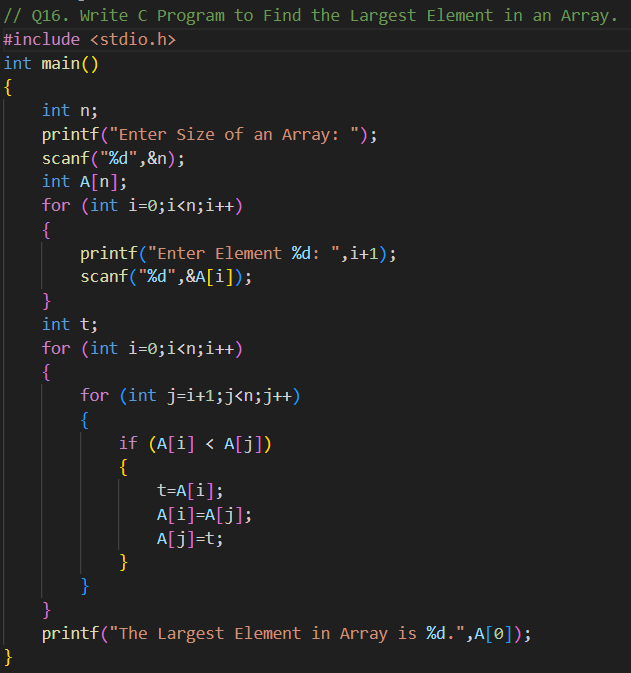 // Q16. Write C Program to Find the Largest Element in an Array.
#include <stdio.h>
int main()
{
    int n;
    printf("Enter Size of an Array: ");
    scanf("%d",&n);
    int A[n];
    for (int i=0;i<n;i++)
    {
        printf("Enter Element %d: ",i+1);
        scanf("%d",&A[i]);
    }
    int t;
    for (int i=0;i<n;i++)
    {
        for (int j=i+1;j<n;j++)
        {
            if (A[i] < A[j])
            {
                t=A[i];
                A[i]=A[j];
                A[j]=t;
            }
        }
    }
    printf("The Largest Element in Array is %d.",A[0]);
}